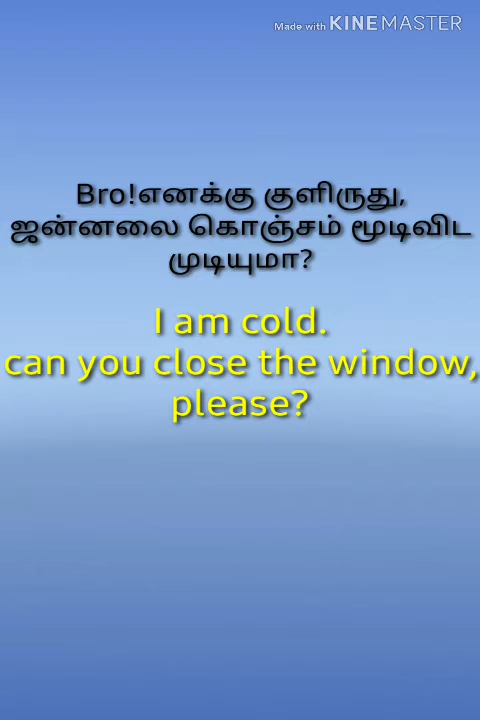 Made with KINEMASTER
Bro!எனக்கு குளிருது,
ஜன்னலை கொஞ்சம் மூடிவிட
முடியுமா?
I am cold.
can you close the window,
please?